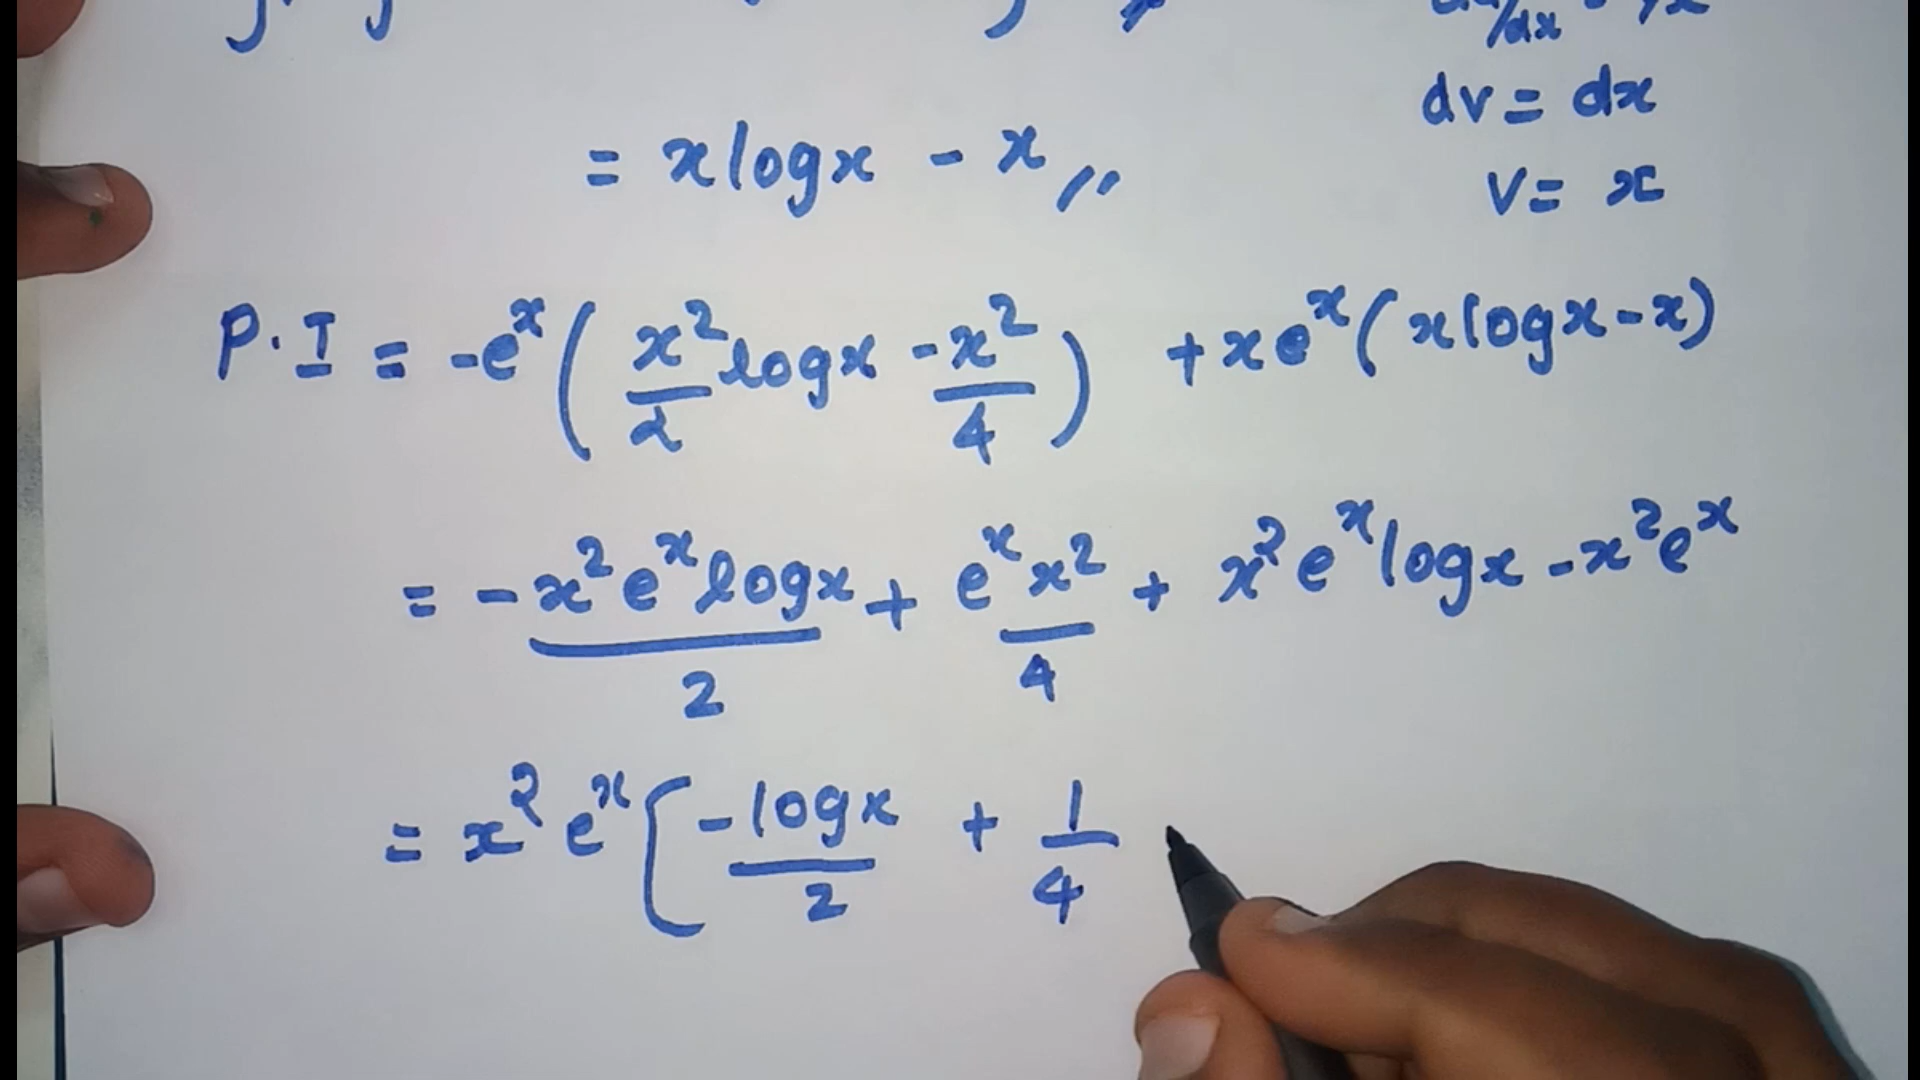 dv = dx
= x log x - x,,
v = x
P.I = -e^x ( x^2/2 log x - x^2/4 ) + x e^x ( x log x - x )
= - x^2 e^x log x / 2 + e^x x^2/4 + x^2 e^x log x - x^2 e^x
= x^2 e^x [ - log x / 2 + 1/4